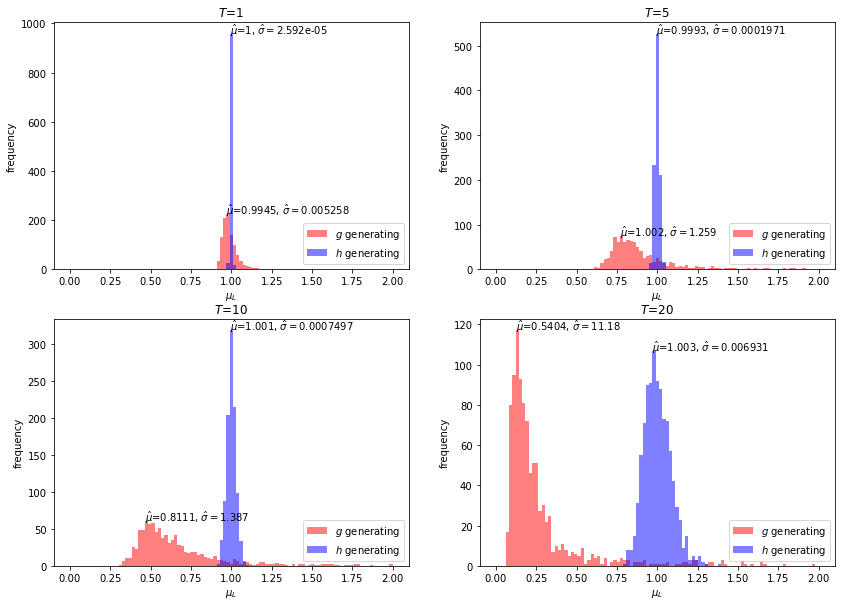 T=1
1000
800
600
400
200
0
frequency
μ̂=1, σ̂ = 2.592e-05
μ̂=0.9945, σ̂ = 0.005258
g generating
h generating
0.00 0.25 0.50 0.75 1.00 1.25 1.50 1.75 2.00
μ_L
T=5
500
400
300
200
100
0
frequency
μ̂=0.9993, σ̂ = 0.0001971
μ̂=1.002, σ̂ = 1.259
g generating
h generating
0.00 0.25 0.50 0.75 1.00 1.25 1.50 1.75 2.00
μ_L
T=10
300
250
200
150
100
50
0
frequency
μ̂=1.001, σ̂ = 0.0007497
μ̂=0.8111, σ̂ = 1.387
g generating
h generating
0.00 0.25 0.50 0.75 1.00 1.25 1.50 1.75 2.00
μ_L
T=20
120
100
80
60
40
20
0
frequency
μ̂=0.5404, σ̂ = 11.18
μ̂=1.003, σ̂ = 0.006931
g generating
h generating
0.00 0.25 0.50 0.75 1.00 1.25 1.50 1.75 2.00
μ_L